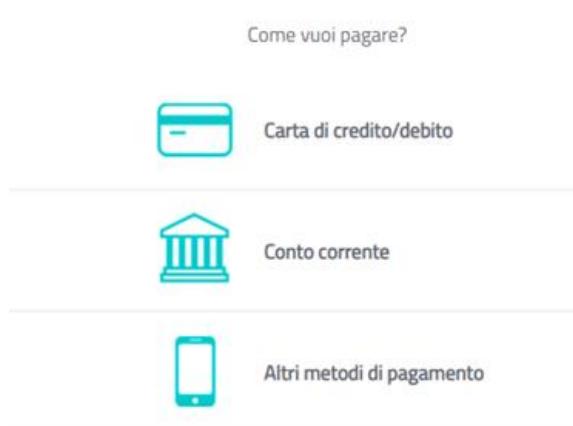 Come vuoi pagare?
Carta di credito/debito
Conto corrente
Altri metodi di pagamento